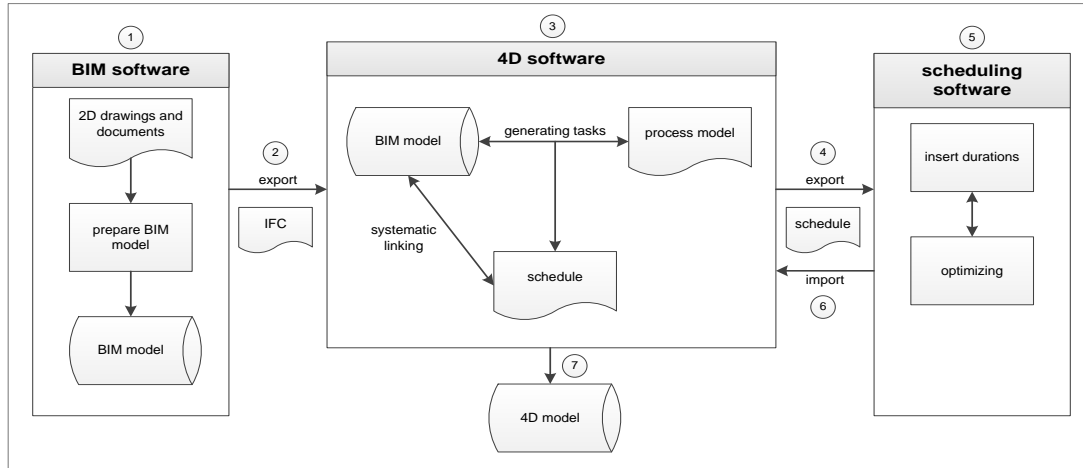 1
BIM software
2D drawings and
documents
prepare BIM
model
BIM model
2
export
IFC
3
4D software
BIM model
generating tasks
process model
systematic
linking
schedule
4
export
schedule
import
6
5
scheduling
software
insert durations
optimizing
7
4D model